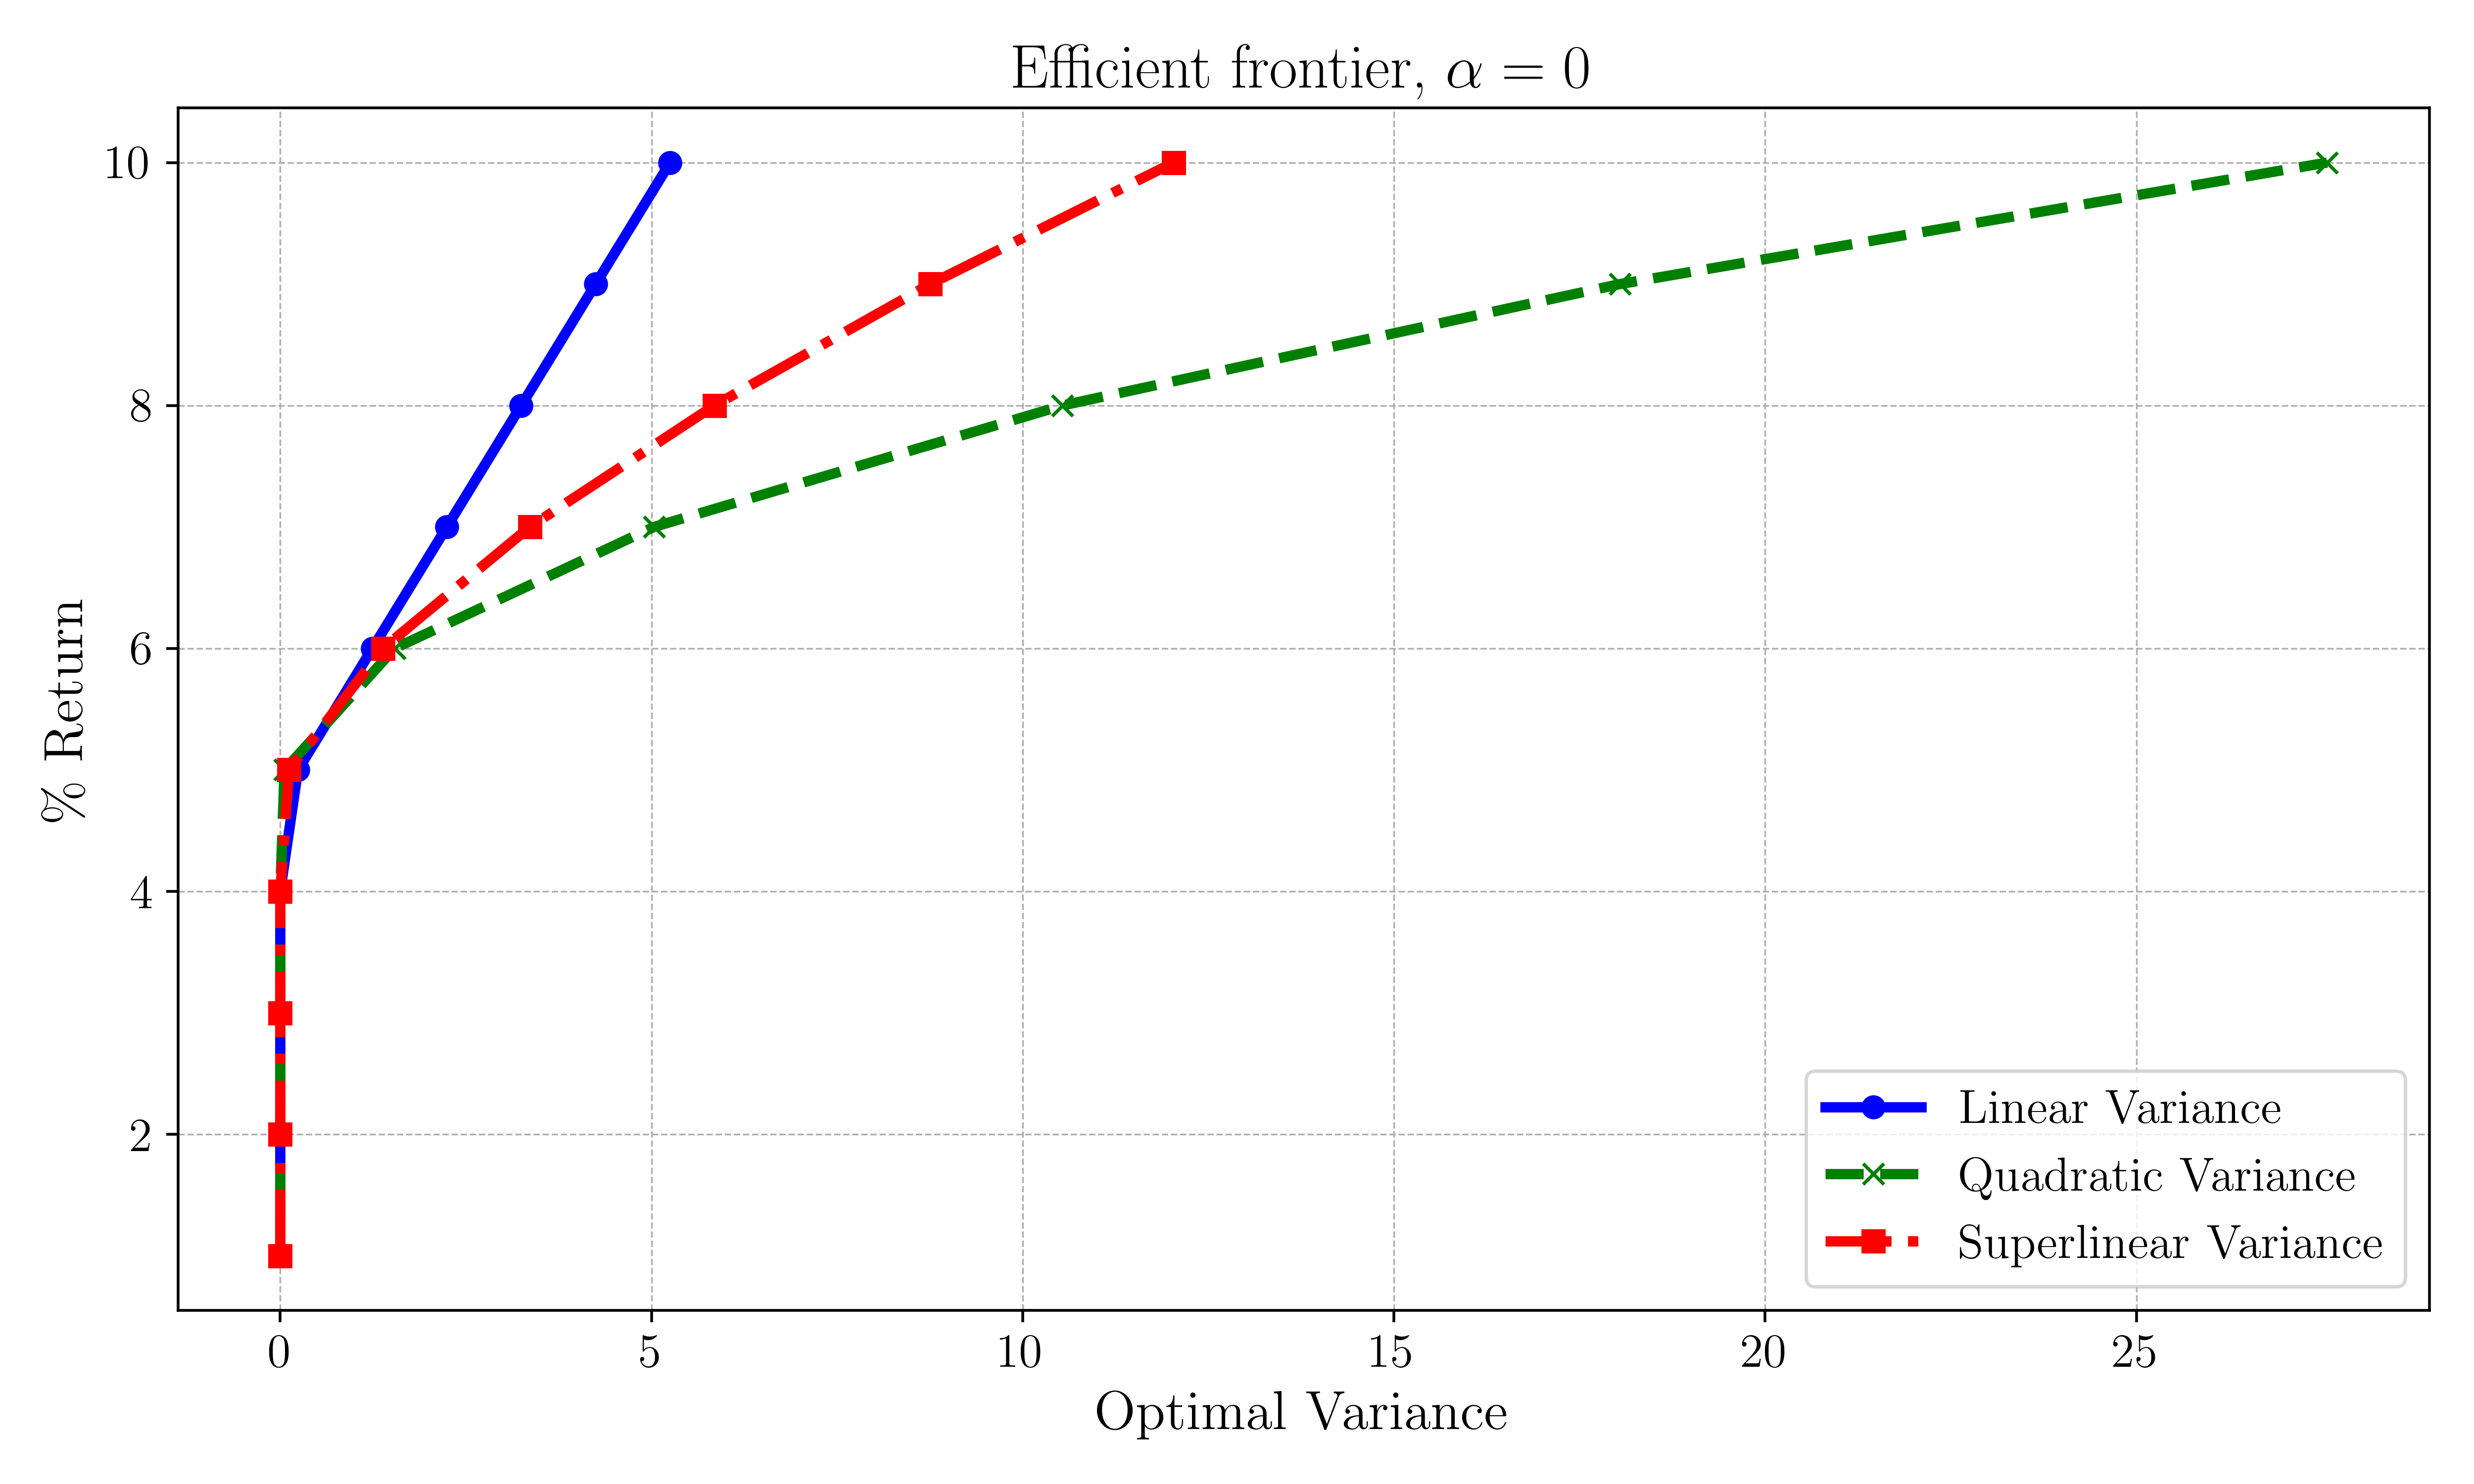 Efficient frontier, α = 0
% Return
10
8
6
4
2
0 5 10 15 20 25
Optimal Variance
Linear Variance
Quadratic Variance
Superlinear Variance